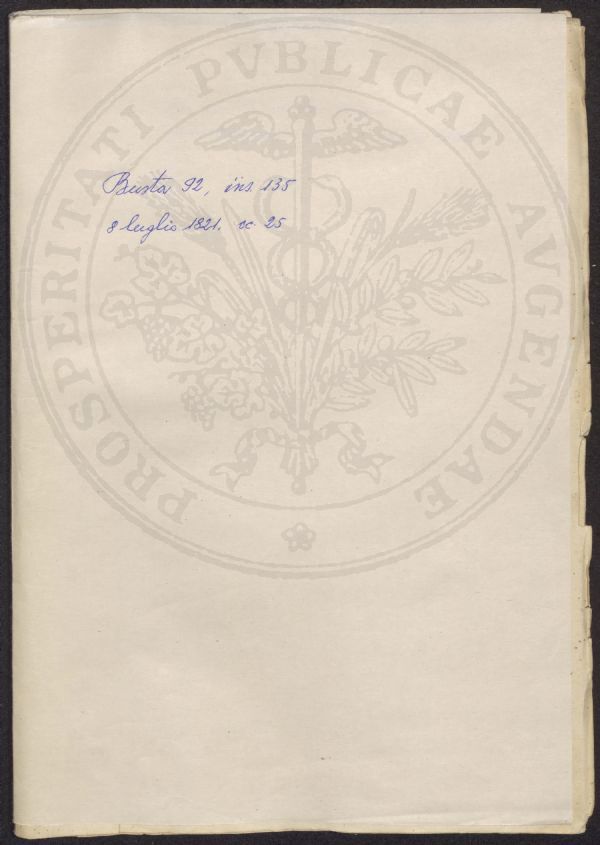 Busta 92, ins 135
8 luglio 1821. cc. 25
PROSPERITATI PVBLICAE AVGENDAE